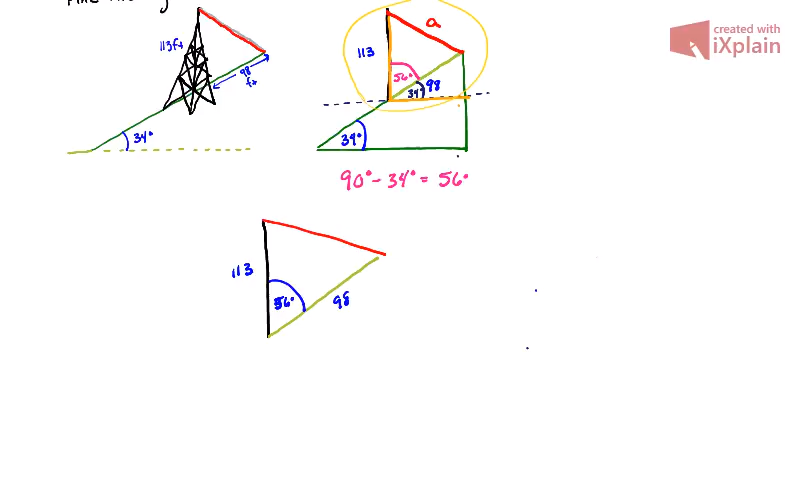 113ft
98
ft
34°
113
a
56°
34°
98
34°
90° - 34° = 56°
113
56°
98
created with
iXplain